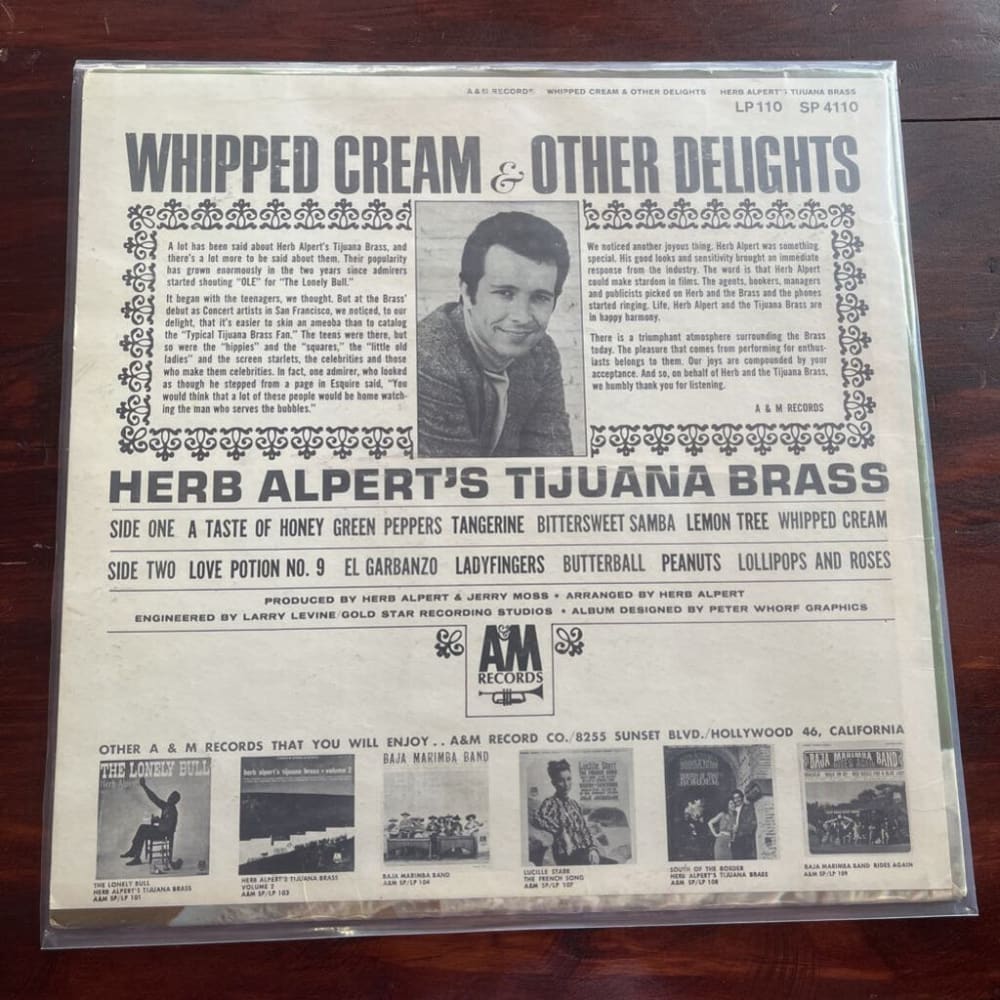 A&M RECORDS WHIPPED CREAM & OTHER DELIGHTS HERB ALPERT'S TIJUANA BRASS
LP 110 SP 4110
WHIPPED CREAM & OTHER DELIGHTS
A lot has been said about Herb Alpert's Tijuana Brass, and
there's a lot more to be said about them. Their popularity
has grown enormously in the two years since admirers
started shouting "OLE" for "The Lonely Bull."
It began with the teenagers, we thought. But at the Brass'
debut as Concert artists in San Francisco, we noticed, to our
delight, that it's easier to skin an ameoba than to catalog
the "Typical Tijuana Brass Fan." The teens were there, but
so were the "hippies" and the "squares," the "little old
ladies" and the screen starlets, the celebrities and those
who make them celebrities. In fact, one admirer, who looked
as though he stepped from a page in Esquire said, "You
would think that a lot of these people would be home watch-
ing the man who serves the bubbles."
We noticed another joyous thing. Herb Alpert was something
special. His good looks and sensitivity brought an immediate
response from the industry. The word is that Herb Alpert
could make stardom in films. The agents, bookers, managers
and publicists picked on Herb and the Brass and the phones
started ringing. Life, Herb Alpert and the Tijuana Brass are
in happy harmony.
There is a triumphant atmosphere surrounding the Brass
today. The pleasure that comes from performing for enthus-
iasts belongs to them. Our joys are compounded by your
acceptance. And so, on behalf of Herb and the Tijuana Brass,
we humbly thank you for listening.
A & M RECORDS
HERB ALPERT'S TIJUANA BRASS
SIDE ONE A TASTE OF HONEY GREEN PEPPERS TANGERINE BITTERSWEET SAMBA LEMON TREE WHIPPED CREAM
SIDE TWO LOVE POTION NO. 9 EL GARBANZO LADYFINGERS BUTTERBALL PEANUTS LOLLIPOPS AND ROSES
PRODUCED BY HERB ALPERT & JERRY MOSS • ARRANGED BY HERB ALPERT
ENGINEERED BY LARRY LEVINE/GOLD STAR RECORDING STUDIOS • ALBUM DESIGNED BY PETER WHORF GRAPHICS
A&M
RECORDS
OTHER A & M RECORDS THAT YOU WILL ENJOY . . A&M RECORD CO./8255 SUNSET BLVD./HOLLYWOOD 46, CALIFORNIA
THE LONELY BULL
Herb Alpert
herb alpert's tijuana brass • volume 2
BAJA MARIMBA BAND
Lucille Starr
THE FRENCH SONG
SOUTH OF THE
BORDER
BAJA MARIMBA BAND
RIDES AGAIN
THE LONELY BULL
HERB ALPERT'S TIJUANA BRASS
A&M SP/LP 101
HERB ALPERT'S TIJUANA BRASS
VOLUME 2
A&M SP/LP 103
BAJA MARIMBA BAND
A&M SP/LP 104
LUCILLE STARR
THE FRENCH SONG
A&M SP/LP 107
SOUTH OF THE BORDER
HERB ALPERT'S TIJUANA BRASS
A&M SP/LP 108
BAJA MARIMBA BAND RIDES AGAIN
A&M SP/LP 109